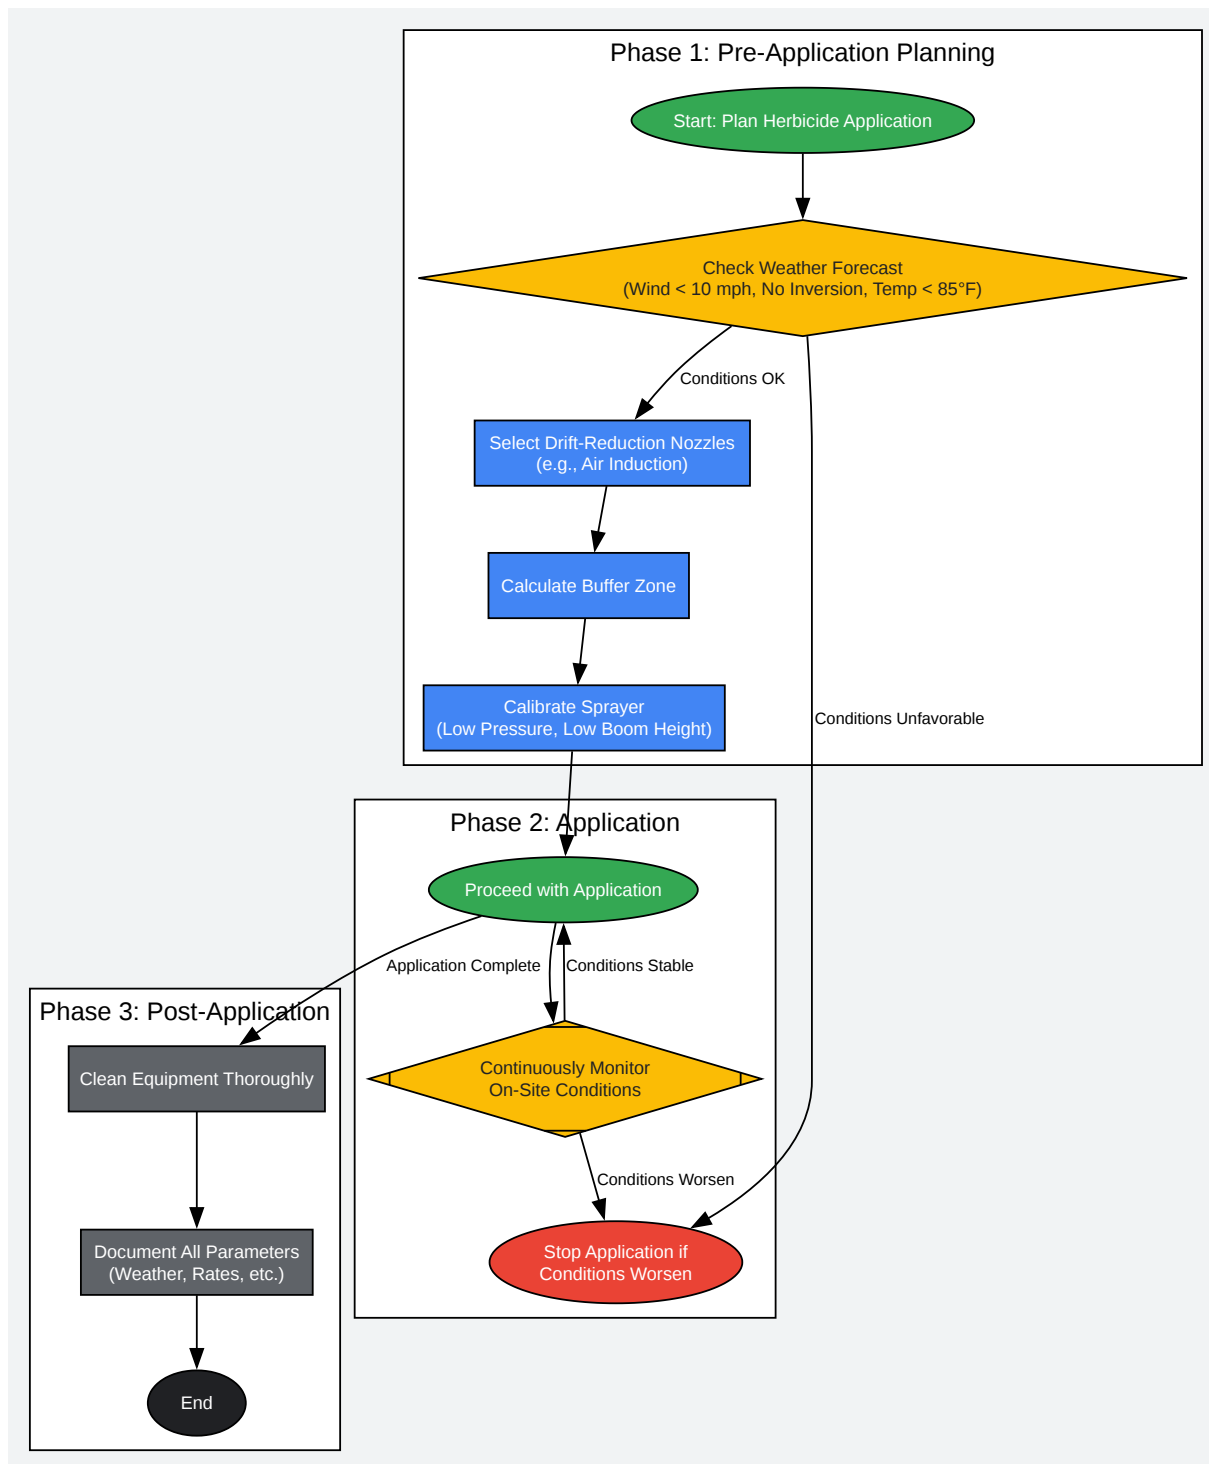 Phase 1: Pre-Application Planning
Start: Plan Herbicide Application
Check Weather Forecast
(Wind < 10 mph, No Inversion, Temp < 85°F)
Conditions OK
Select Drift-Reduction Nozzles
(e.g., Air Induction)
Calculate Buffer Zone
Calibrate Sprayer
(Low Pressure, Low Boom Height)
Conditions Unfavorable
Phase 2: Application
Proceed with Application
Application Complete
Conditions Stable
Continuously Monitor
On-Site Conditions
Conditions Worsen
Stop Application if
Conditions Worsen
Phase 3: Post-Application
Clean Equipment Thoroughly
Document All Parameters
(Weather, Rates, etc.)
End